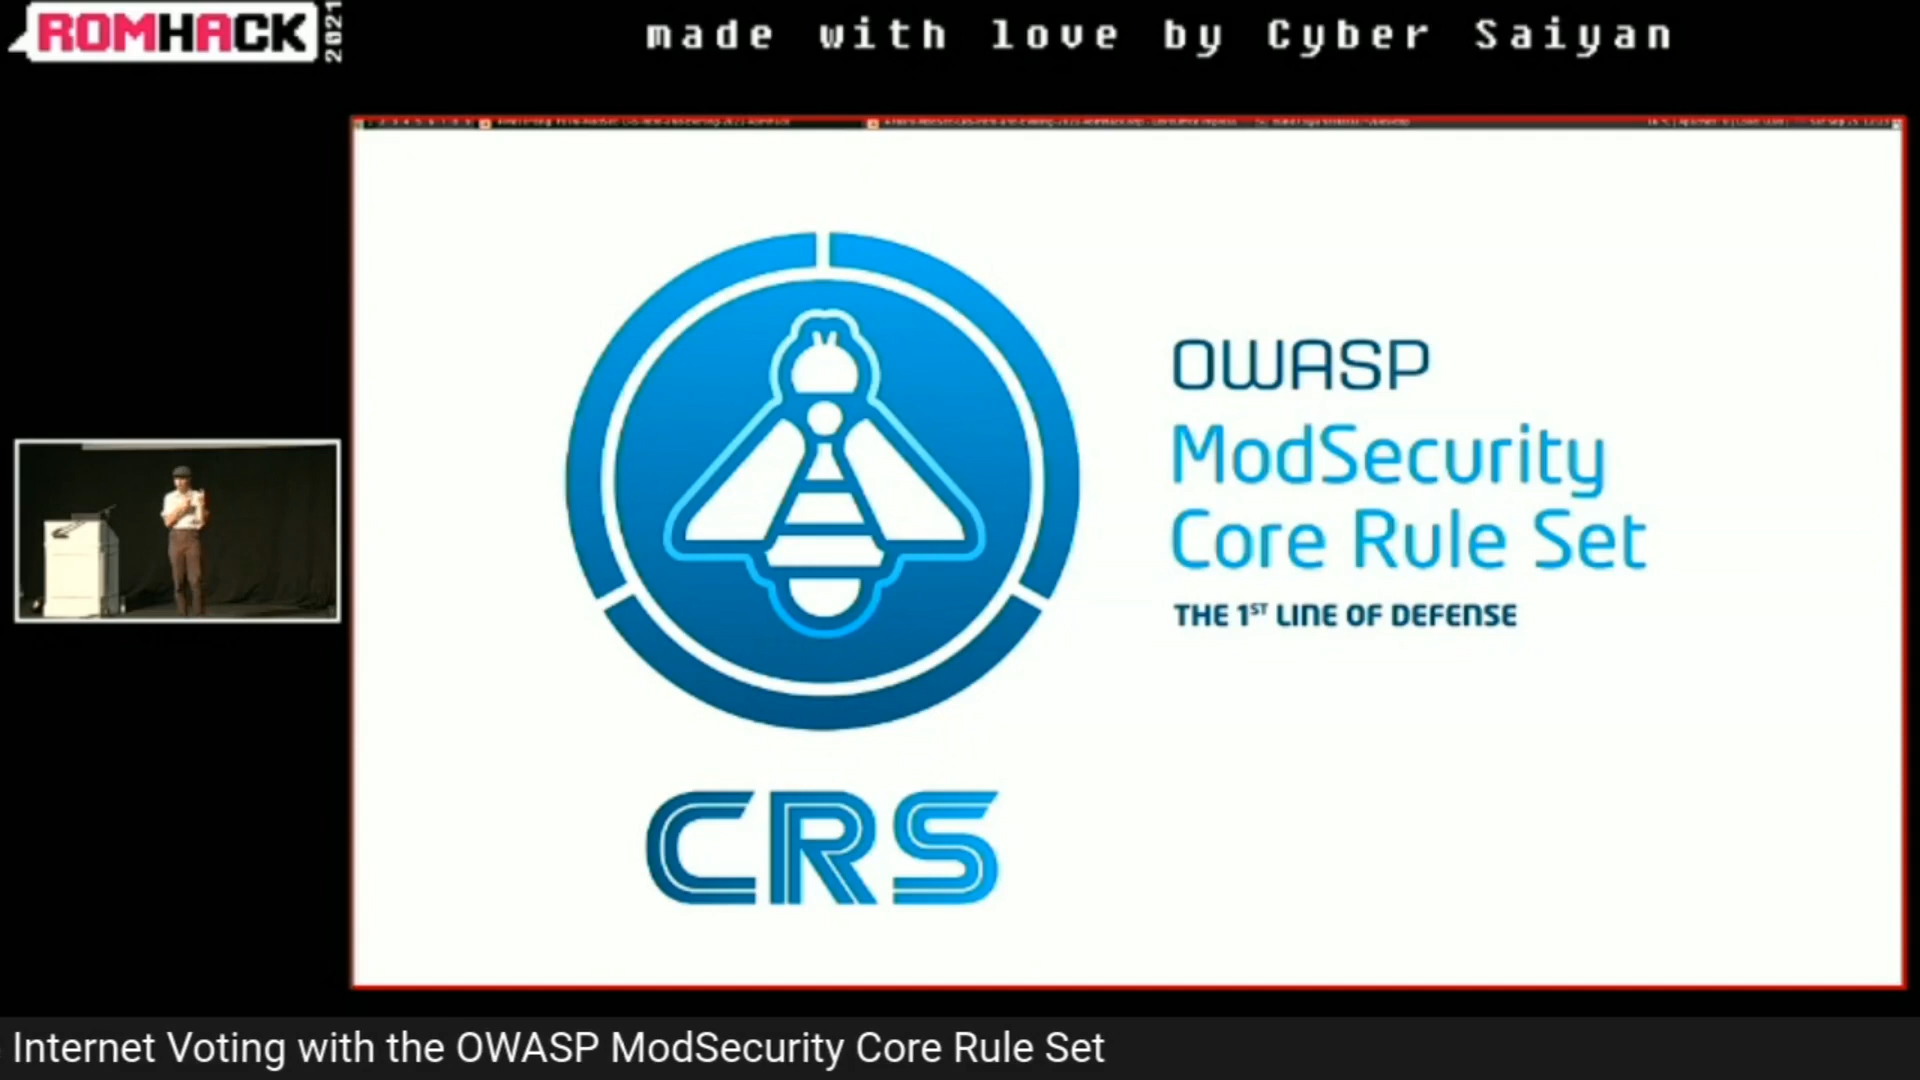 ROMHACK 2021
made with love by Cyber Saiyan
OWASP
ModSecurity
Core Rule Set
THE 1ST LINE OF DEFENSE
CRS
Internet Voting with the OWASP ModSecurity Core Rule Set